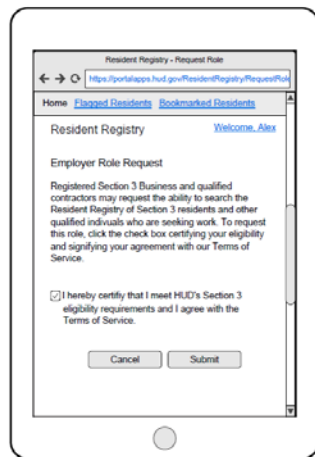 Resident Registry - Request Role
https://portalapps.hud.gov/ResidentRegistry/RequestRole
Home Flagged Residents Bookmarked Residents
Resident Registry Welcome, Alex
Employer Role Request
Registered Section 3 Business and qualified
contractors may request the ability to search the
Resident Registry of Section 3 residents and other
qualified indivuals who are seeking work. To request
this role, click the check box certifying your eligibility
and signifying your agreement with our Terms of
Service.
I hereby certifiy that I meet HUD's Section 3
eligibility requirements and I agree with the
Terms of Service.
Cancel Submit